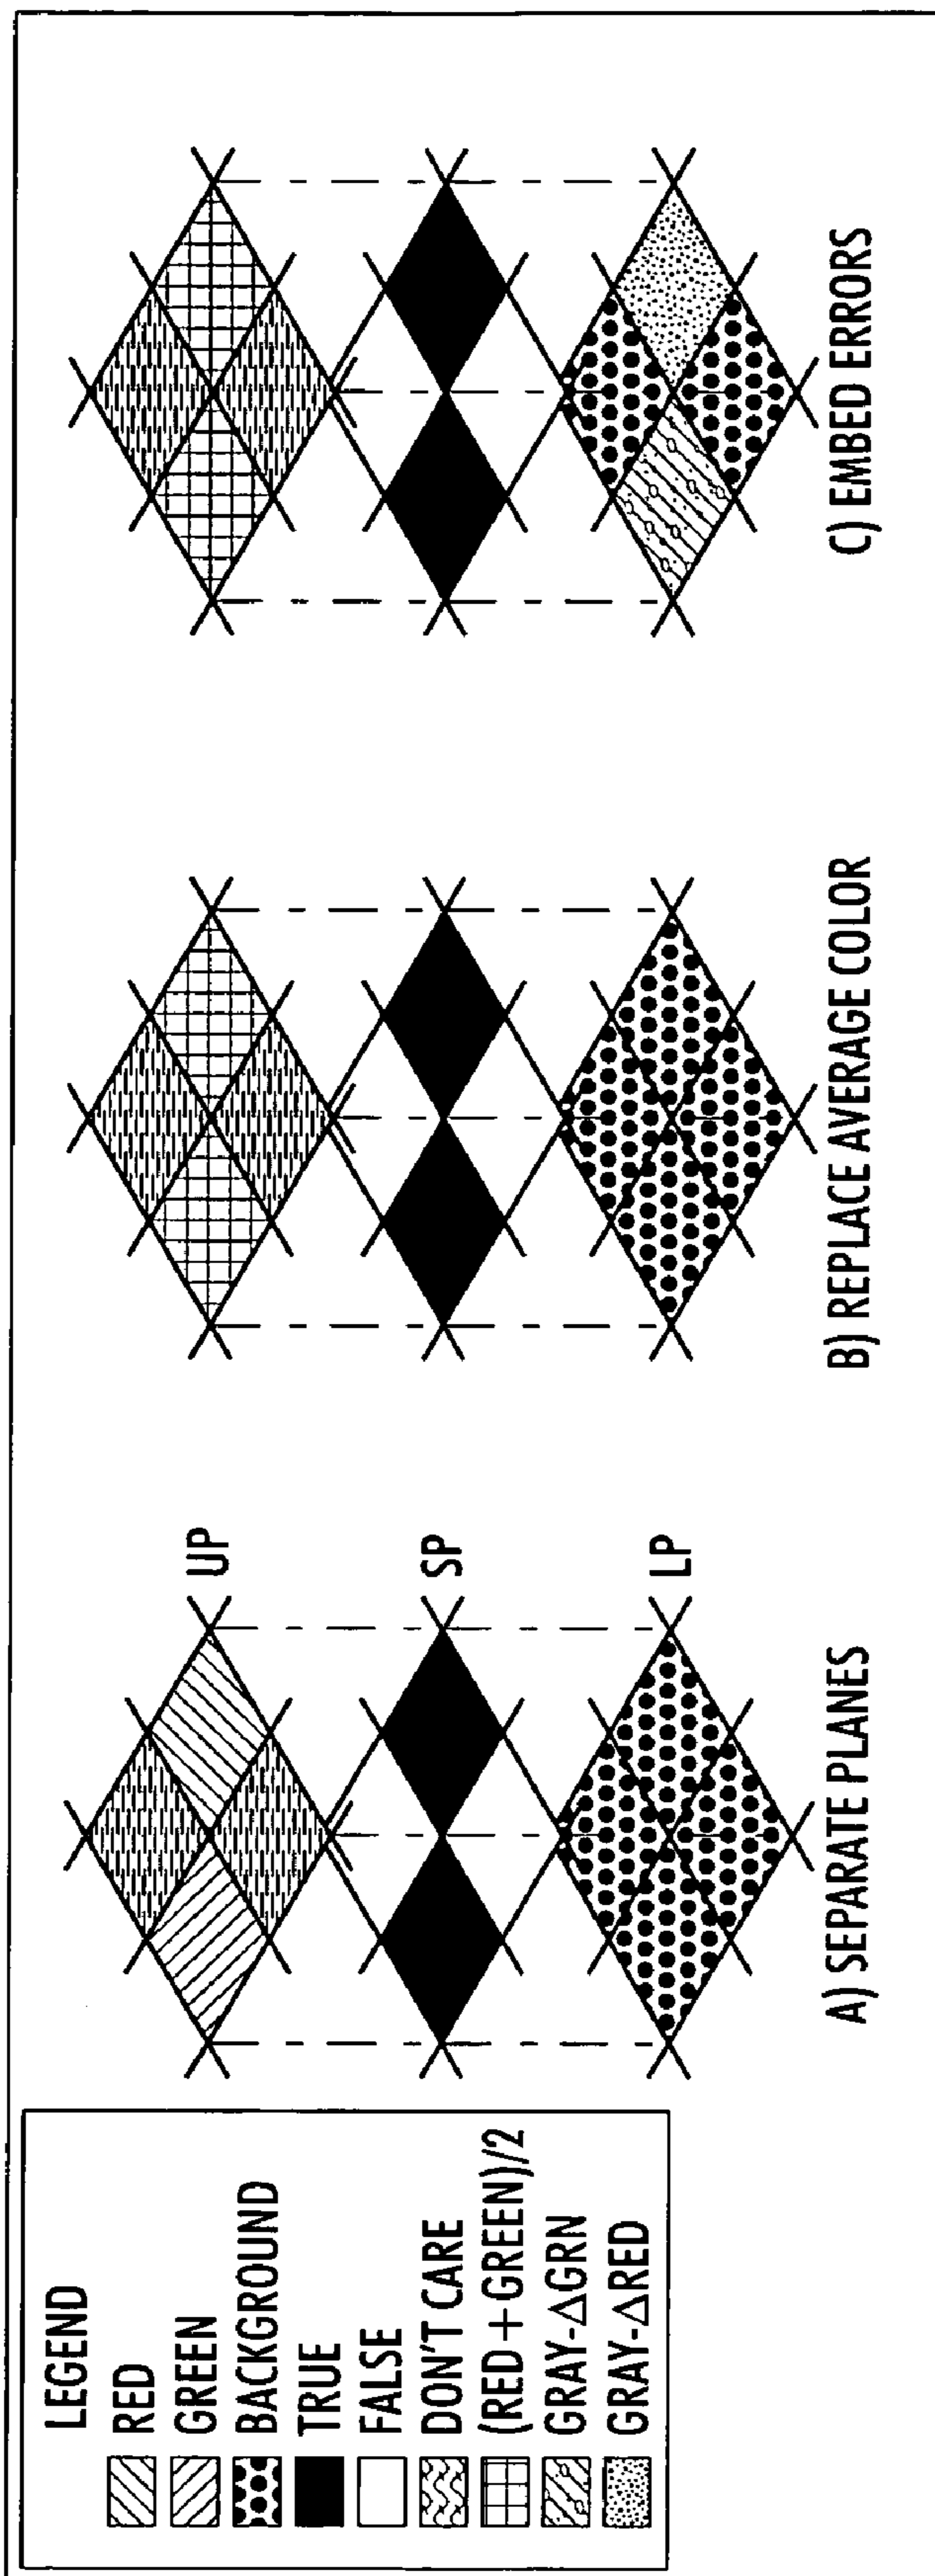 LEGEND
RED
GREEN
BACKGROUND
TRUE
FALSE
DON'T CARE
(RED+GREEN)/2
GRAY-ΔGRN
GRAY-ΔRED
UP
SP
LP
A) SEPARATE PLANES
B) REPLACE AVERAGE COLOR
C) EMBED ERRORS